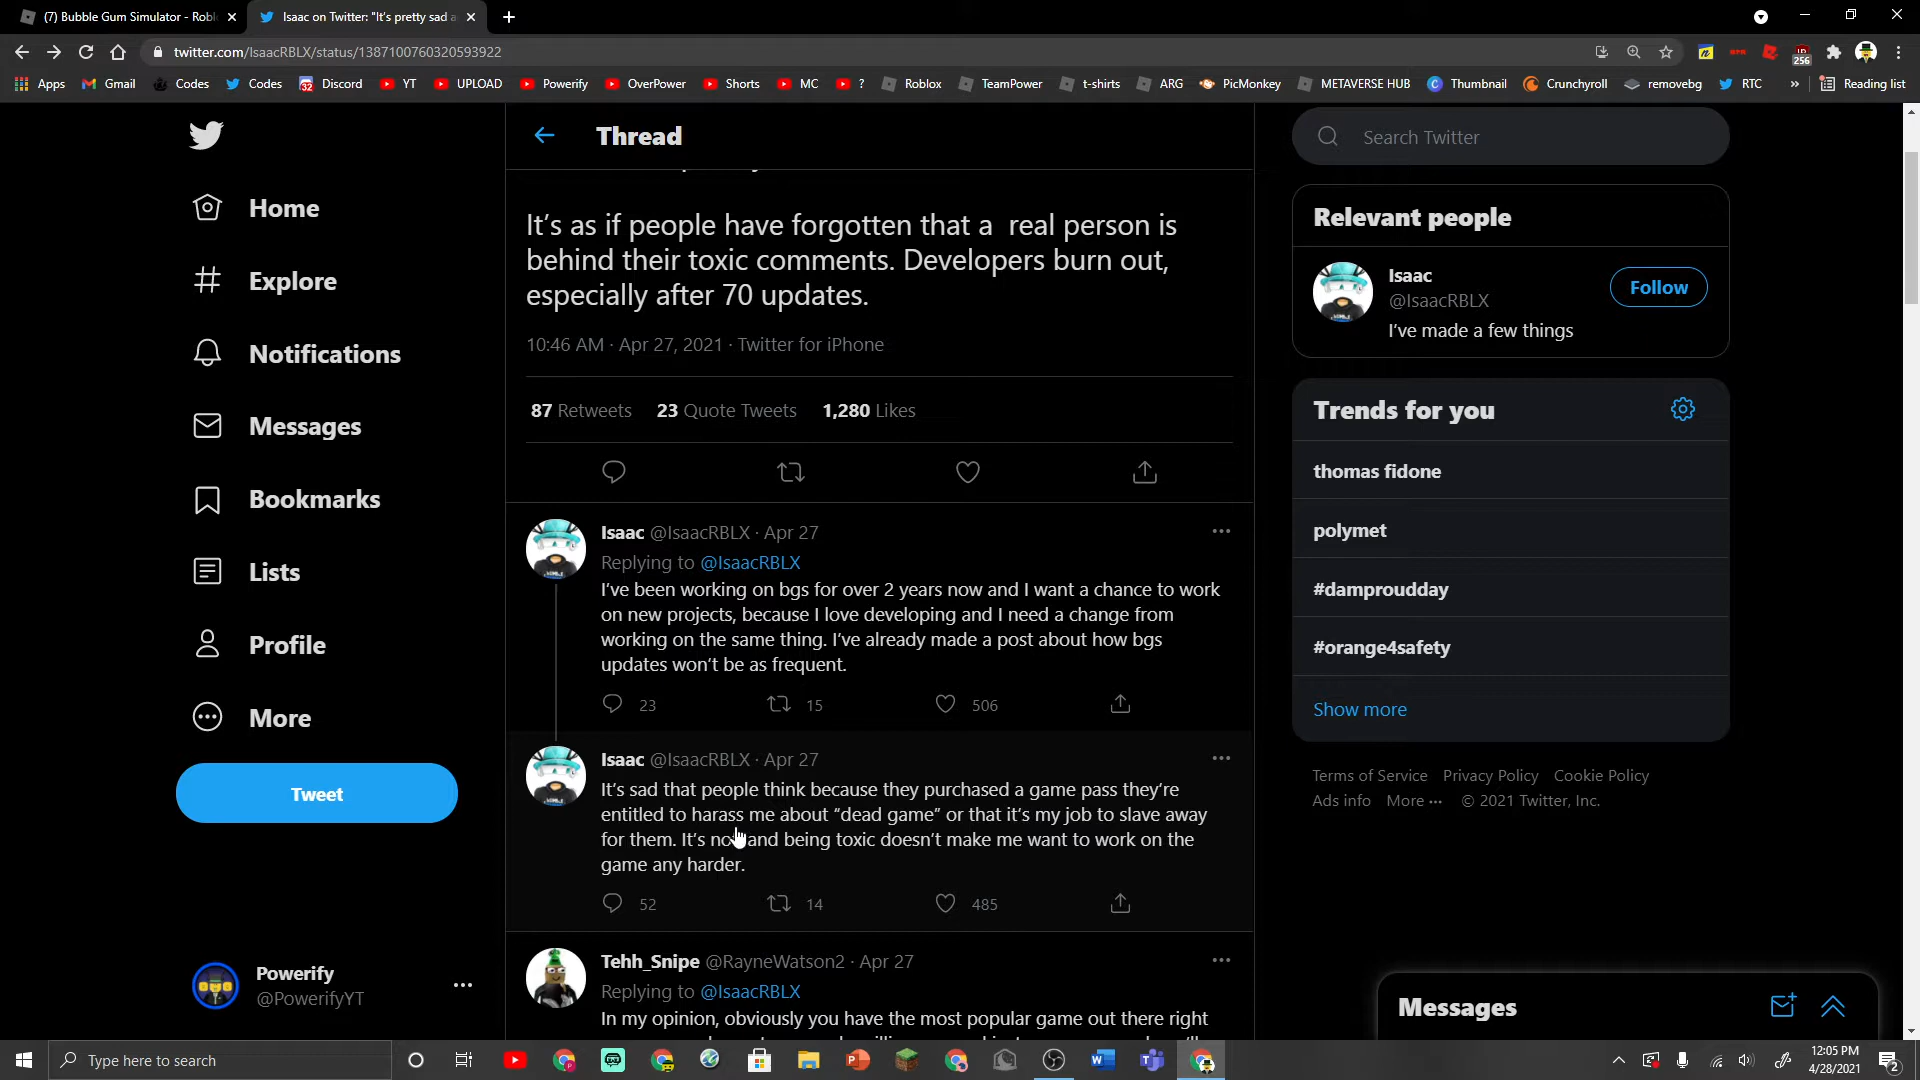 (7) Bubble Gum Simulator - Robl
Isaac on Twitter: "It's pretty sad a
twitter.com/IsaacRBLX/status/1387100760320593922
256
Apps
Gmail
Codes
Codes
32
Discord
YT
UPLOAD
Powerify
OverPower
Shorts
MC
?
Roblox
TeamPower
t-shirts
ARG
PicMonkey
METAVERSE HUB
Thumbnail
Crunchyroll
removebg
RTC
»
Reading list
Home
Explore
Notifications
Messages
Bookmarks
Lists
Profile
More
Tweet
Powerify
@PowerifyYT
Thread
It's as if people have forgotten that a real person is
behind their toxic comments. Developers burn out,
especially after 70 updates.
10:46 AM · Apr 27, 2021 · Twitter for iPhone
87 Retweets 23 Quote Tweets 1,280 Likes
Isaac @IsaacRBLX · Apr 27
Replying to @IsaacRBLX
I've been working on bgs for over 2 years now and I want a chance to work
on new projects, because I love developing and I need a change from
working on the same thing. I've already made a post about how bgs
updates won't be as frequent.
23 15 506
Isaac @IsaacRBLX · Apr 27
It's sad that people think because they purchased a game pass they're
entitled to harass me about "dead game" or that it's my job to slave away
for them. It's not and being toxic doesn't make me want to work on the
game any harder.
52 14 485
Tehh_Snipe @RayneWatson2 · Apr 27
Replying to @IsaacRBLX
In my opinion, obviously you have the most popular game out there right
Search Twitter
Relevant people
Isaac
@IsaacRBLX
Follow
I've made a few things
Trends for you
thomas fidone
polymet
#damproudday
#orange4safety
Show more
Terms of Service Privacy Policy Cookie Policy
Ads info More ··· © 2021 Twitter, Inc.
Messages
Type here to search
12:05 PM
4/28/2021
2